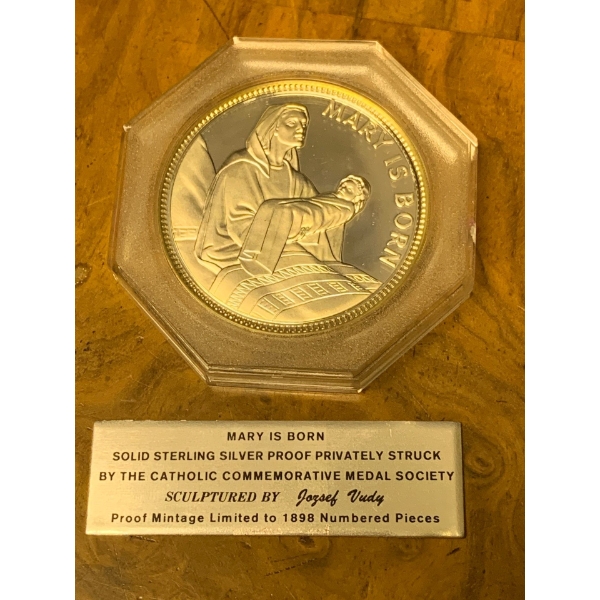 MARY IS BORN
MARY IS BORN
SOLID STERLING SILVER PROOF PRIVATELY STRUCK
BY THE CATHOLIC COMMEMORATIVE MEDAL SOCIETY
SCULPTURED BY Jozsef Vudy
Proof Mintage Limited to 1898 Numbered Pieces